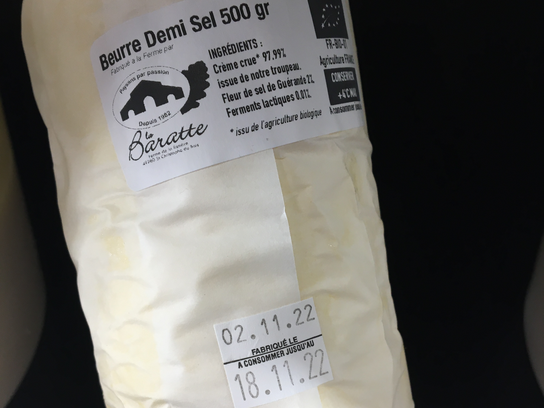 Beurre Demi Sel 500 gr
Fabriqué à la Ferme par
Paysans par passion
Depuis 1982
la
Baratte
INGRÉDIENTS :
Crème crue* 97.99%
issue de notre troupeau,
Fleur de sel de Guérande 2%,
Ferments lactiques 0.01%.
* issu de l'agriculture biologique
FR-BIO-01
Agriculture FRANCE
CONSERVER
+4°C MAX
A consommer
02.11.22
FABRIQUÉ LE
A CONSOMMER JUSQU'AU
18.11.22